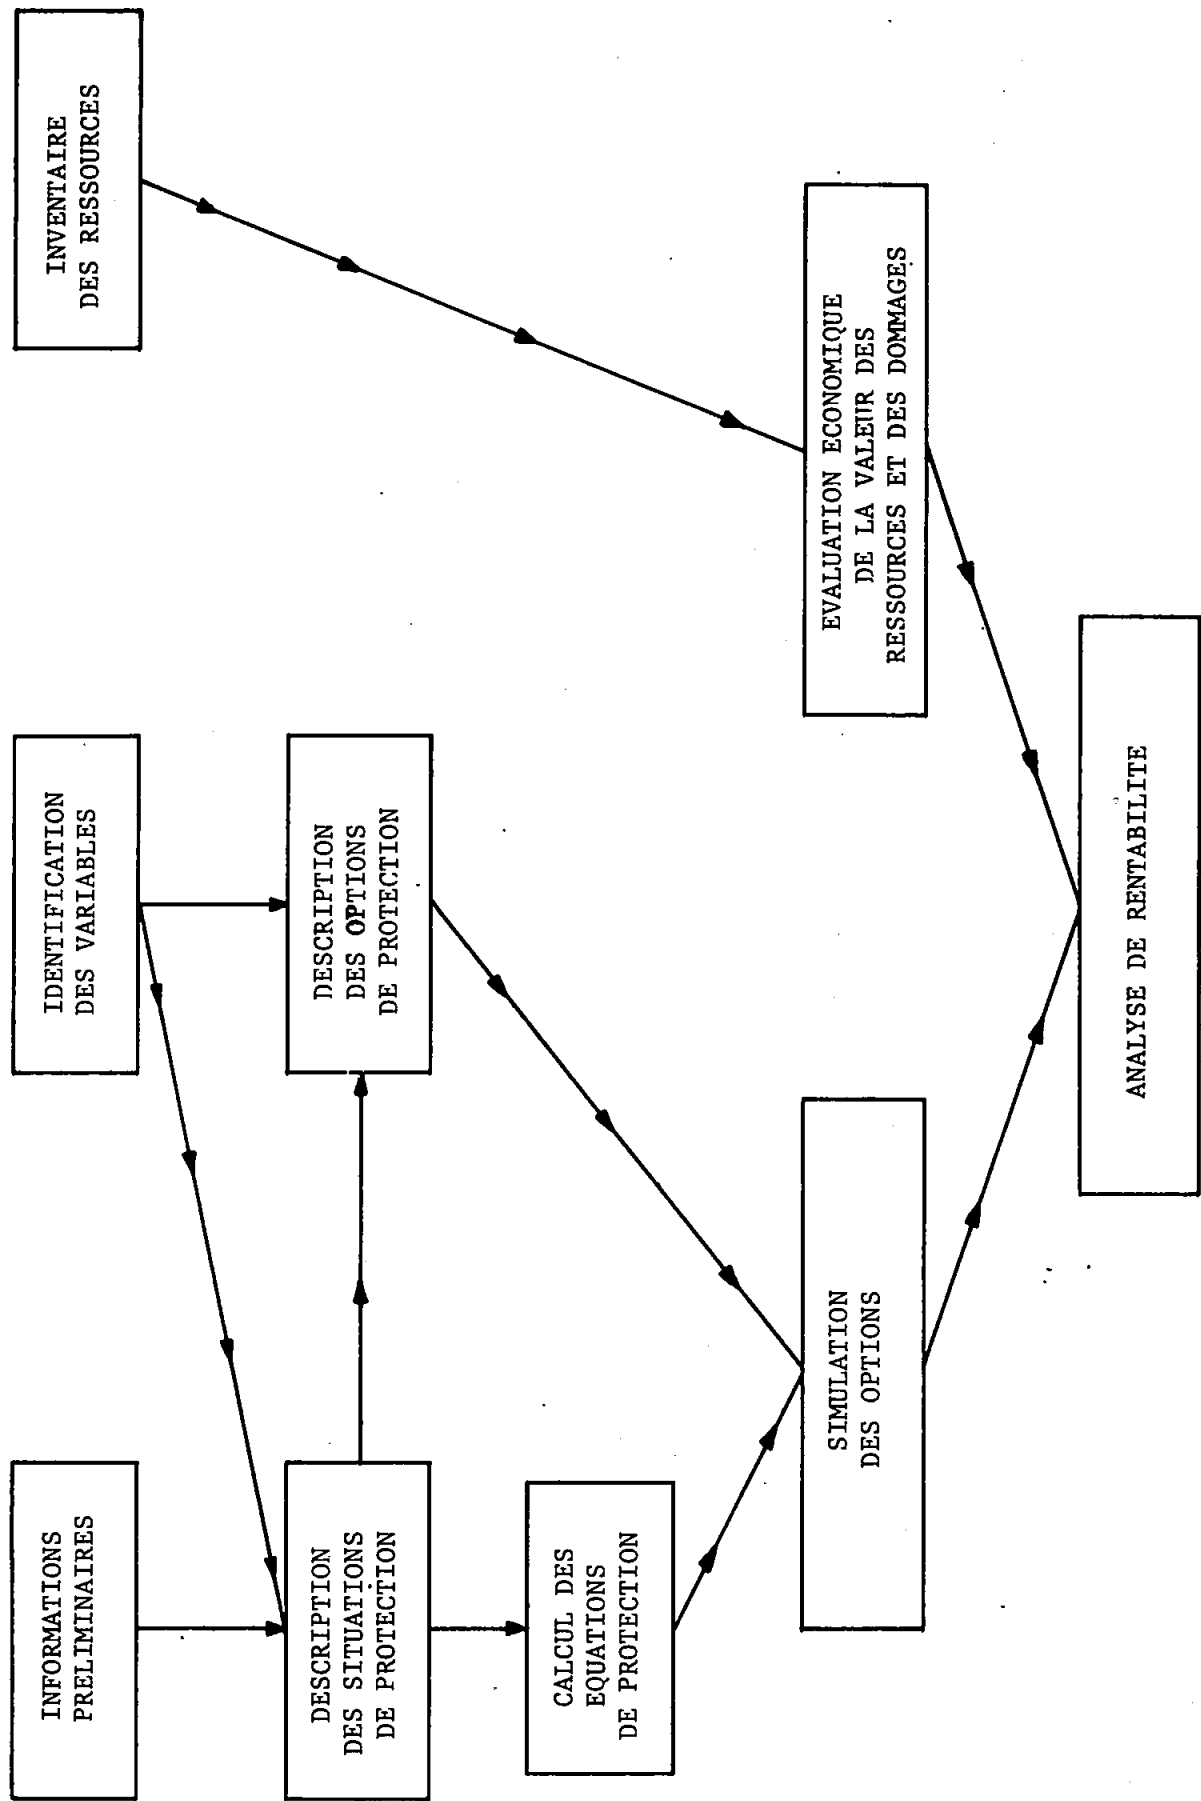 INFORMATIONS
PRELIMINAIRES
IDENTIFICATION
DES VARIABLES
INVENTAIRE
DES RESSOURCES
DESCRIPTION
DES SITUATIONS
DE PROTECTION
DESCRIPTION
DES OPTIONS
DE PROTECTION
CALCUL DES
EQUATIONS
DE PROTECTION
SIMULATION
DES OPTIONS
EVALUATION ECONOMIQUE
DE LA VALEUR DES
RESSOURCES ET DES DOMMAGES
ANALYSE DE RENTABILITE